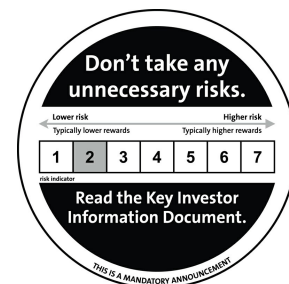 Don't take any
unnecessary risks.
Lower risk Higher risk
Typically lower rewards Typically higher rewards
1 2 3 4 5 6 7
risk indicator
Read the Key Investor
Information Document.
THIS IS A MANDATORY ANNOUNCEMENT